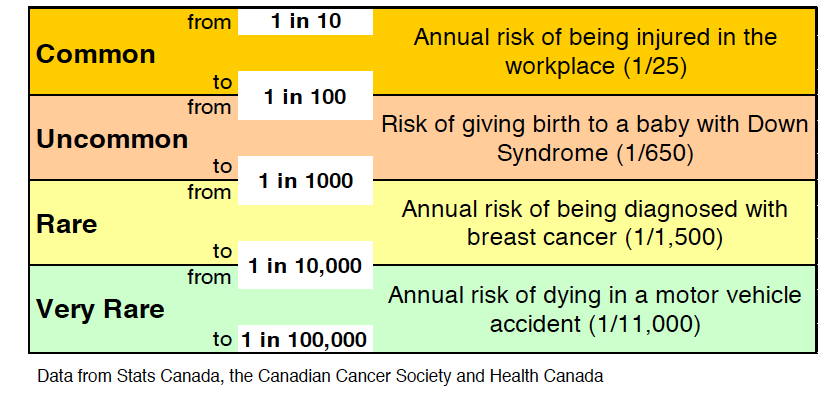 from 1 in 10
Common
Annual risk of being injured in the
workplace (1/25)
to
1 in 100
from
Uncommon
Risk of giving birth to a baby with Down
Syndrome (1/650)
to
1 in 1000
from
Rare
Annual risk of being diagnosed with
breast cancer (1/1,500)
to
1 in 10,000
from
Very Rare
Annual risk of dying in a motor vehicle
accident (1/11,000)
to 1 in 100,000
Data from Stats Canada, the Canadian Cancer Society and Health Canada